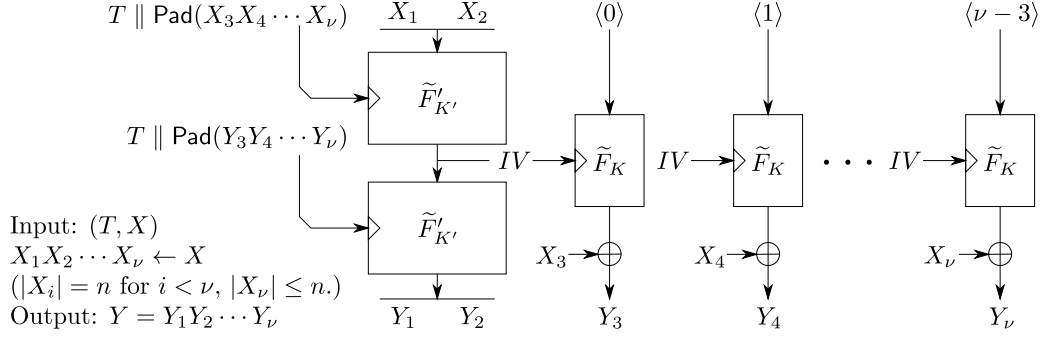 T ∥ Pad(X₃X₄ ··· X_ν)
X₁ X₂
⟨0⟩
⟨1⟩
⟨ν − 3⟩
F̃′_{K′}
T ∥ Pad(Y₃Y₄ ··· Y_ν)
IV
F̃_K
IV
F̃_K
• • •
IV
F̃_K
F̃′_{K′}
Input: (T, X)
X₁X₂ ··· X_ν ← X
(|X_i| = n for i < ν, |X_ν| ≤ n.)
Output: Y = Y₁Y₂ ··· Y_ν
X₃
X₄
X_ν
Y₁ Y₂
Y₃
Y₄
Y_ν